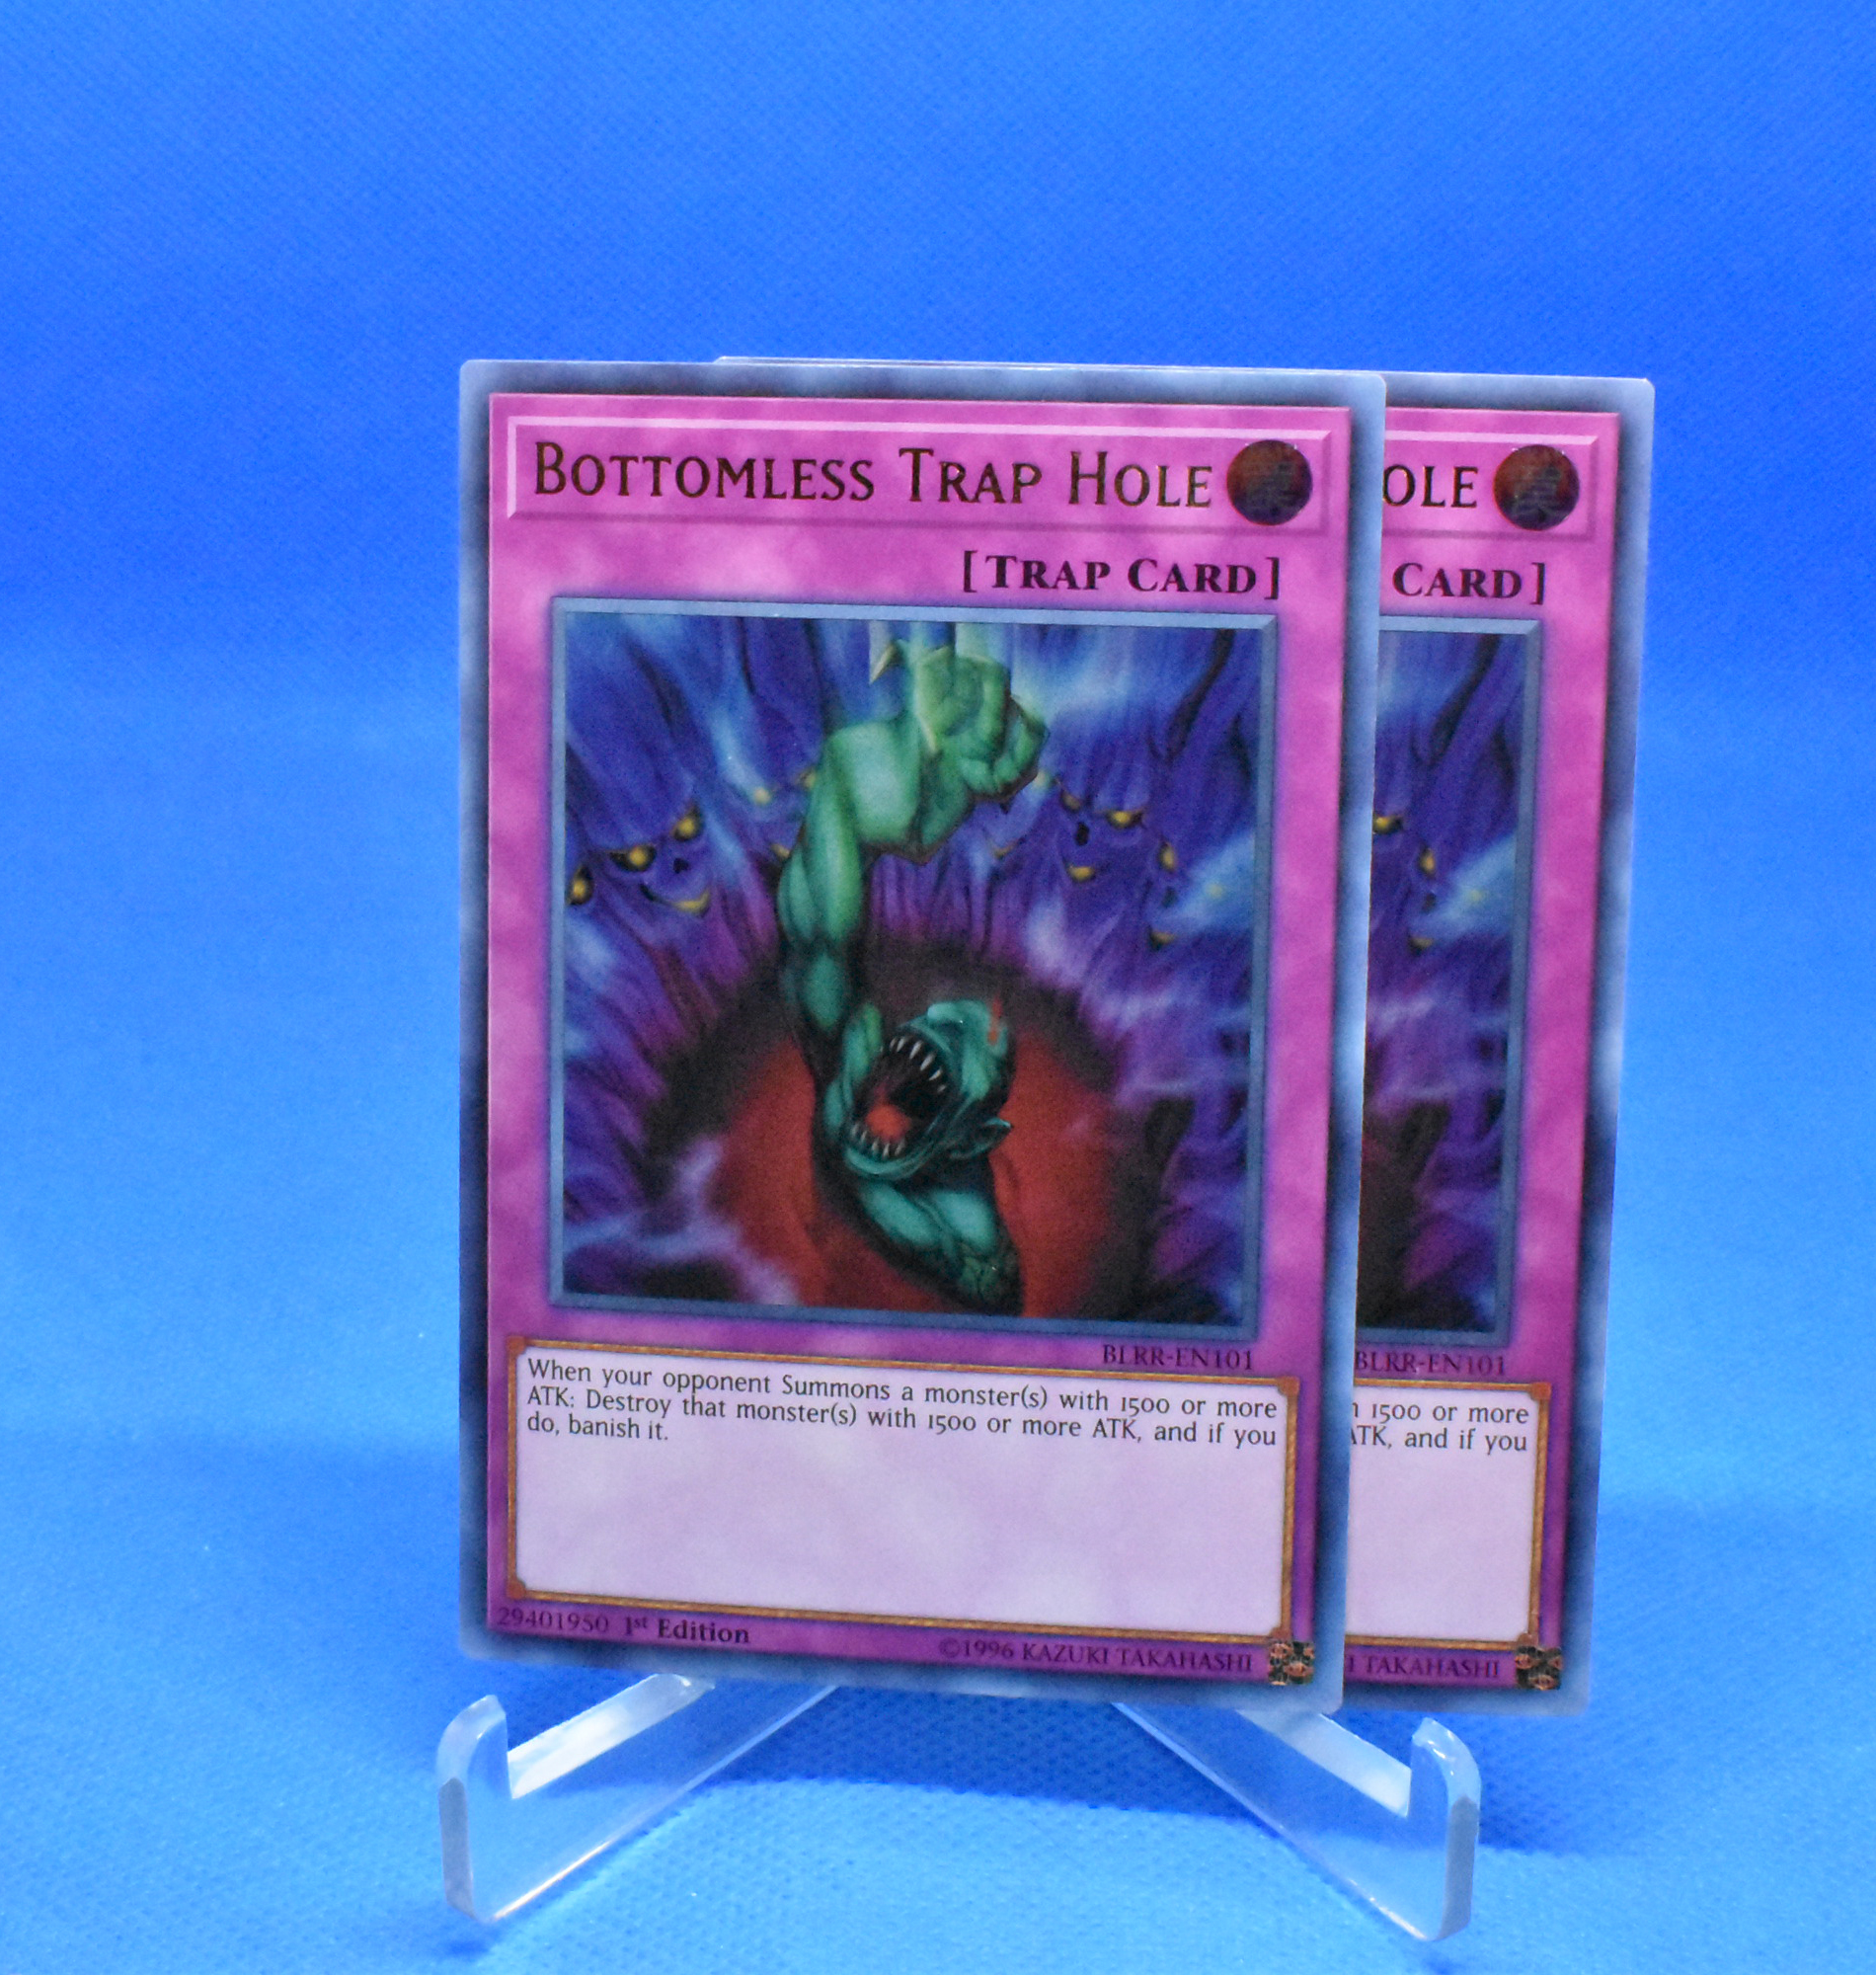 BOTTOMLESS TRAP HOLE
[TRAP CARD]
BLRR-EN101
When your opponent Summons a monster(s) with 1500 or more
ATK: Destroy that monster(s) with 1500 or more ATK, and if you
do, banish it.
29401950 1st Edition
©1996 KAZUKI TAKAHASHI
OLE
CARD]
BLRR-EN101
1500 or more
ATK, and if you
TAKAHASHI